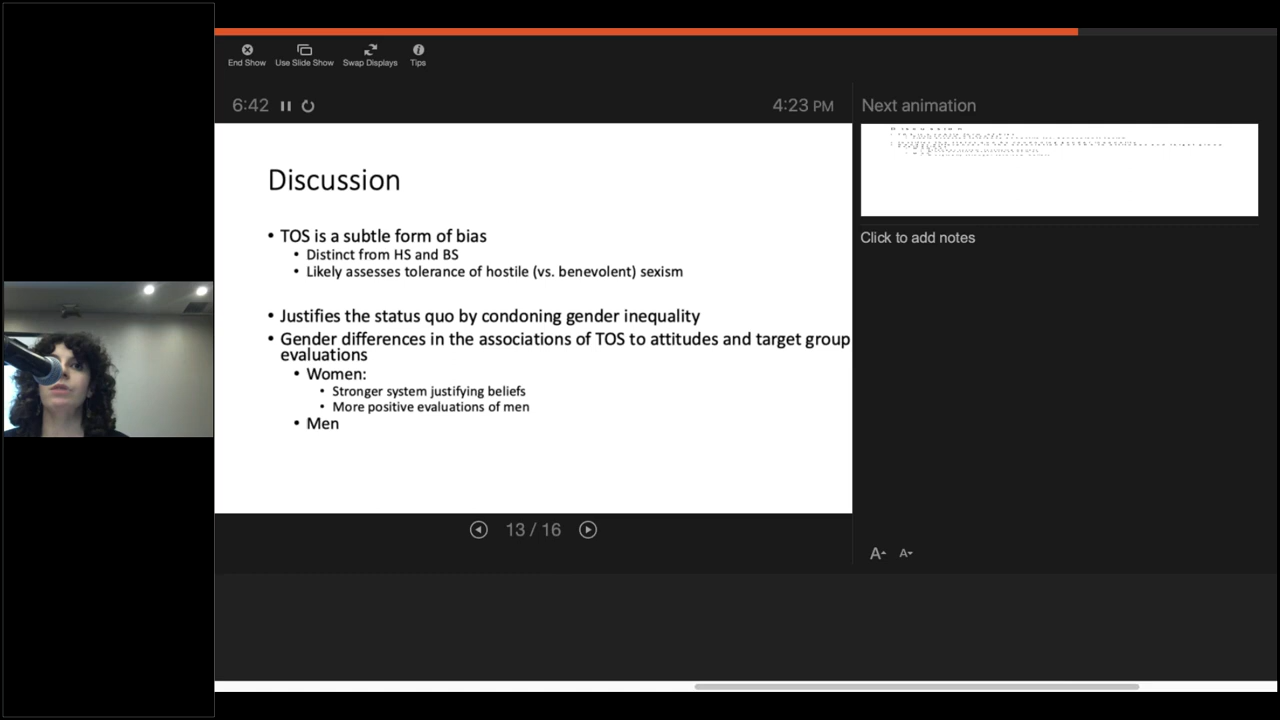 End Show
Use Slide Show
Swap Displays
Tips
6:42
4:23 PM
Next animation
Discussion
• TOS is a subtle form of bias
• Distinct from HS and BS
• Likely assesses tolerance of hostile (vs. benevolent) sexism
• Justifies the status quo by condoning gender inequality
• Gender differences in the associations of TOS to attitudes and target group
evaluations
• Women:
• Stronger system justifying beliefs
• More positive evaluations of men
• Men
Click to add notes
13 / 16
A
A